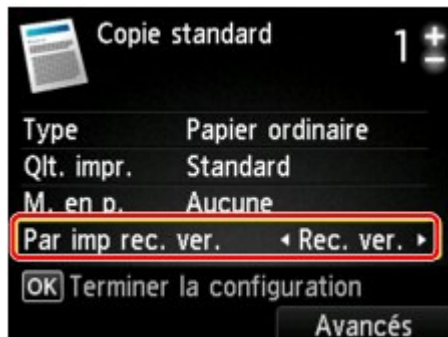 Copie standard 1
Type Papier ordinaire
Qlt. impr. Standard
M. en p. Aucune
Par imp rec. ver. Rec. ver.
OK Terminer la configuration
Avancés